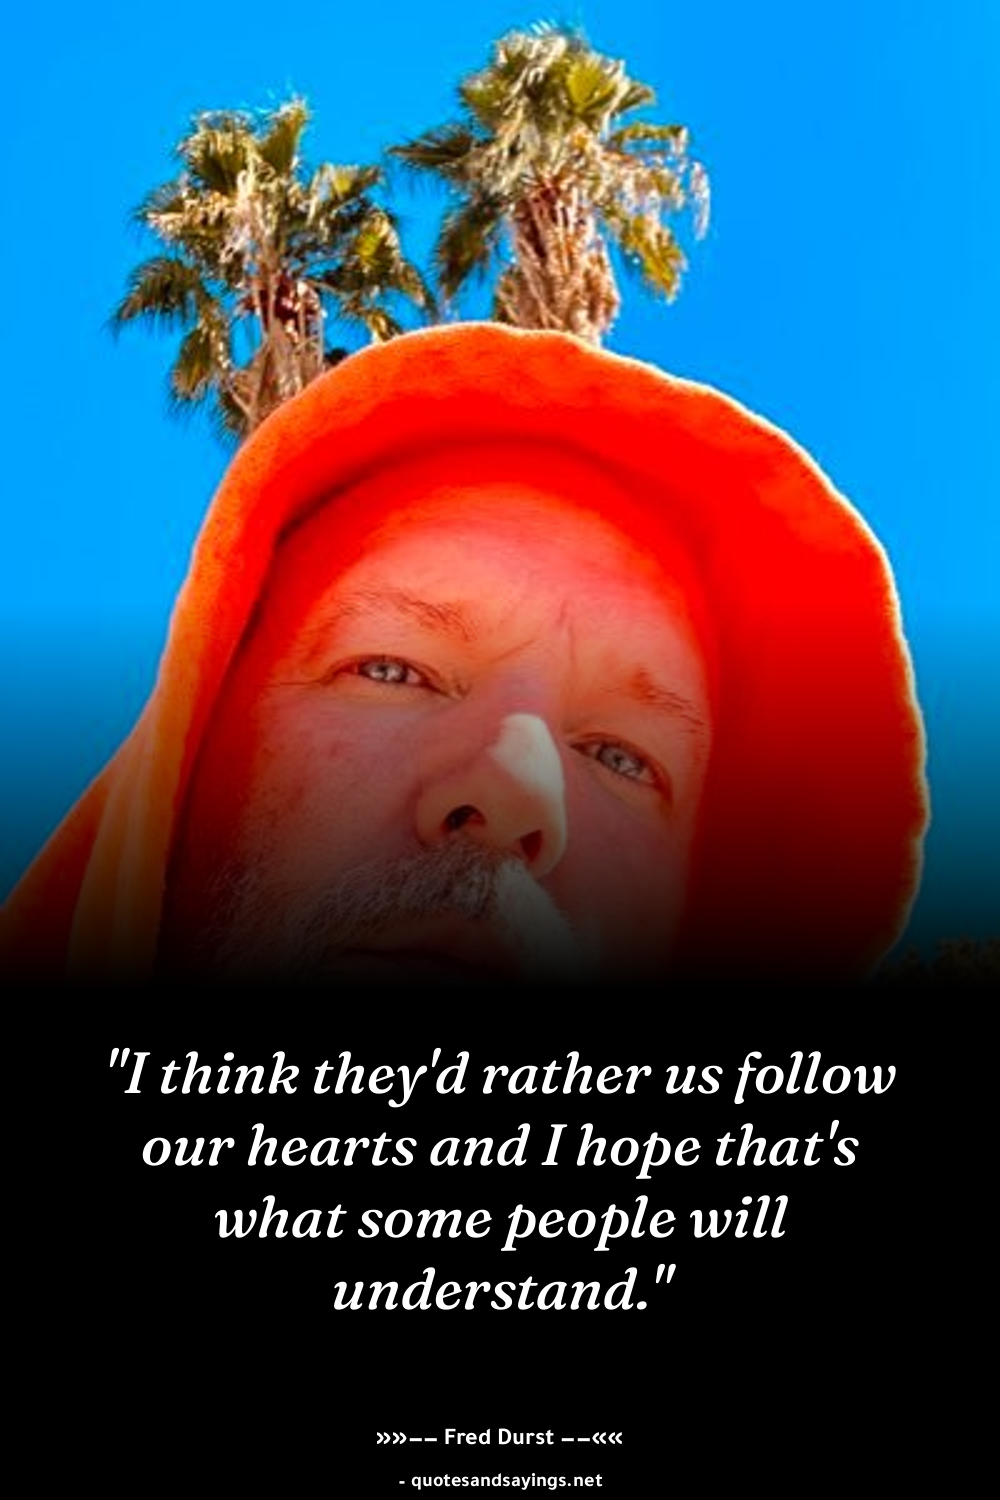 "I think they'd rather us follow
our hearts and I hope that's
what some people will
understand."
»»−− Fred Durst −−««
- quotesandsayings.net